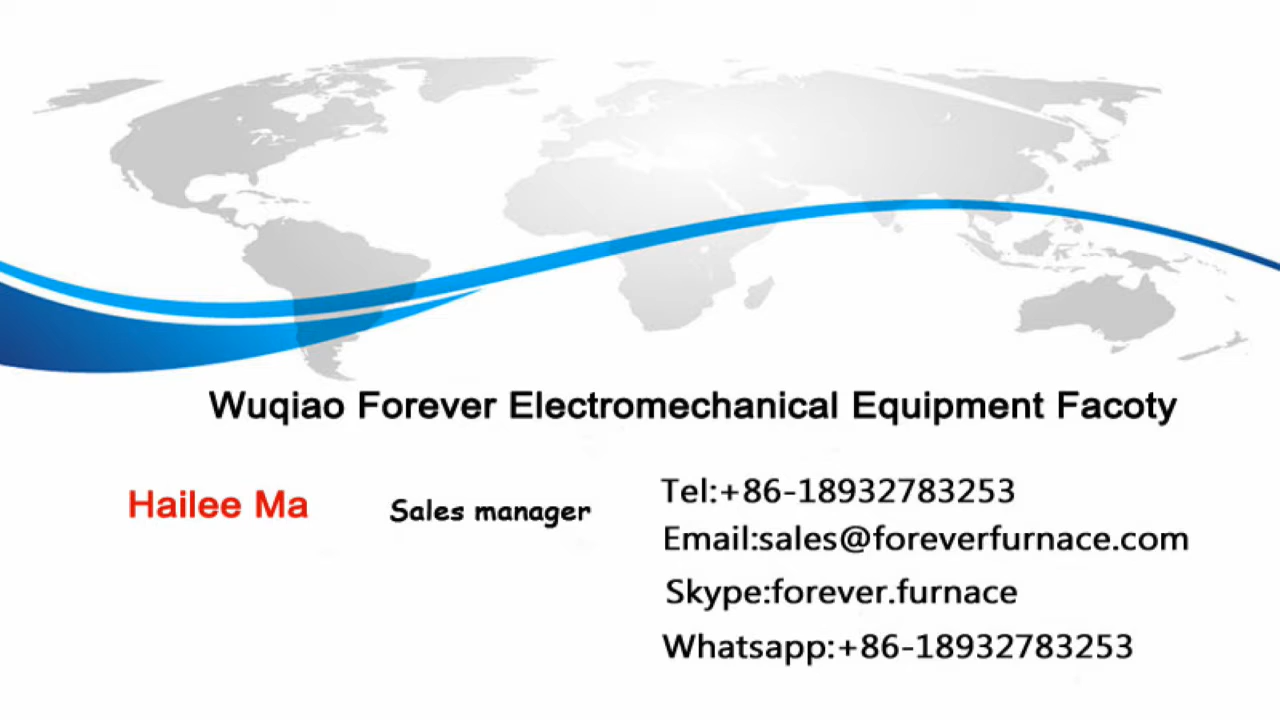 Wuqiao Forever Electromechanical Equipment Facoty
Hailee Ma
Sales manager
Tel:+86-18932783253
Email:sales@foreverfurnace.com
Skype:forever.furnace
Whatsapp:+86-18932783253